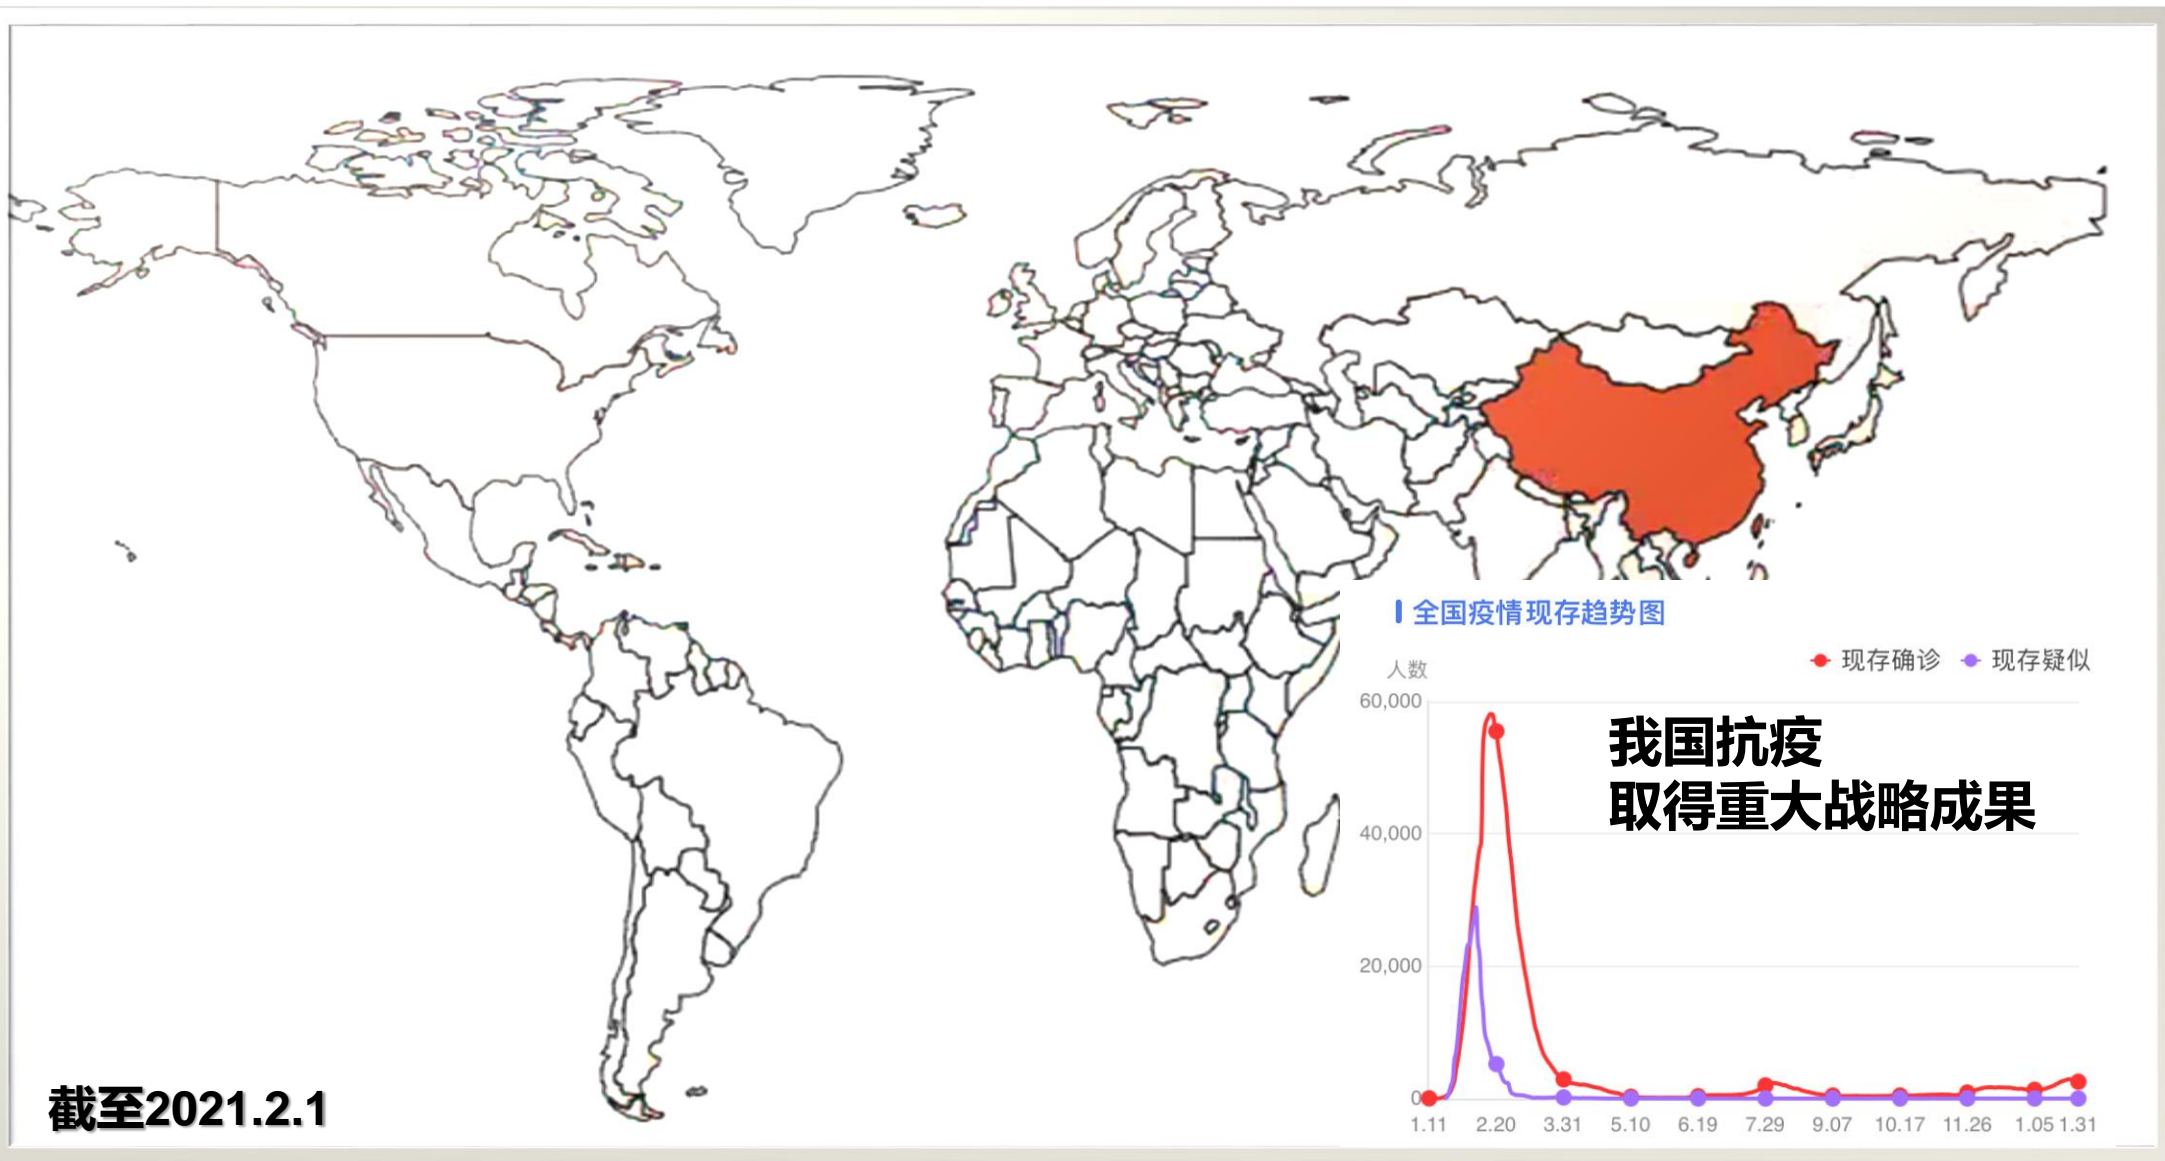 全国疫情现存趋势图
人数
现存确诊 现存疑似
60,000
我国抗疫
取得重大战略成果
40,000
20,000
0
1.11 2.20 3.31 5.10 6.19 7.29 9.07 10.17 11.26 1.05 1.31
截至2021.2.1